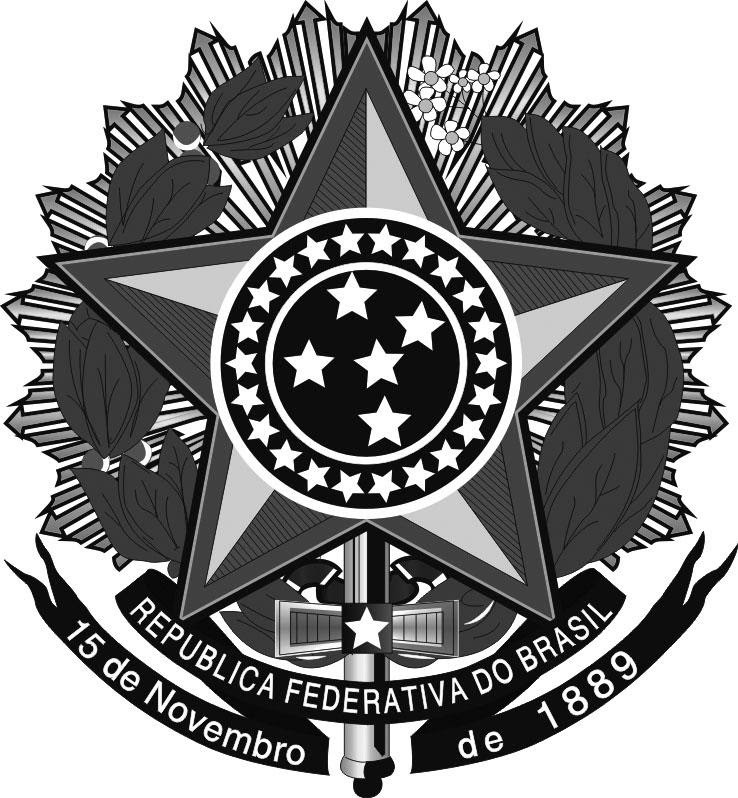 REPUBLICA FEDERATIVA DO BRASIL
15 de Novembro de 1889